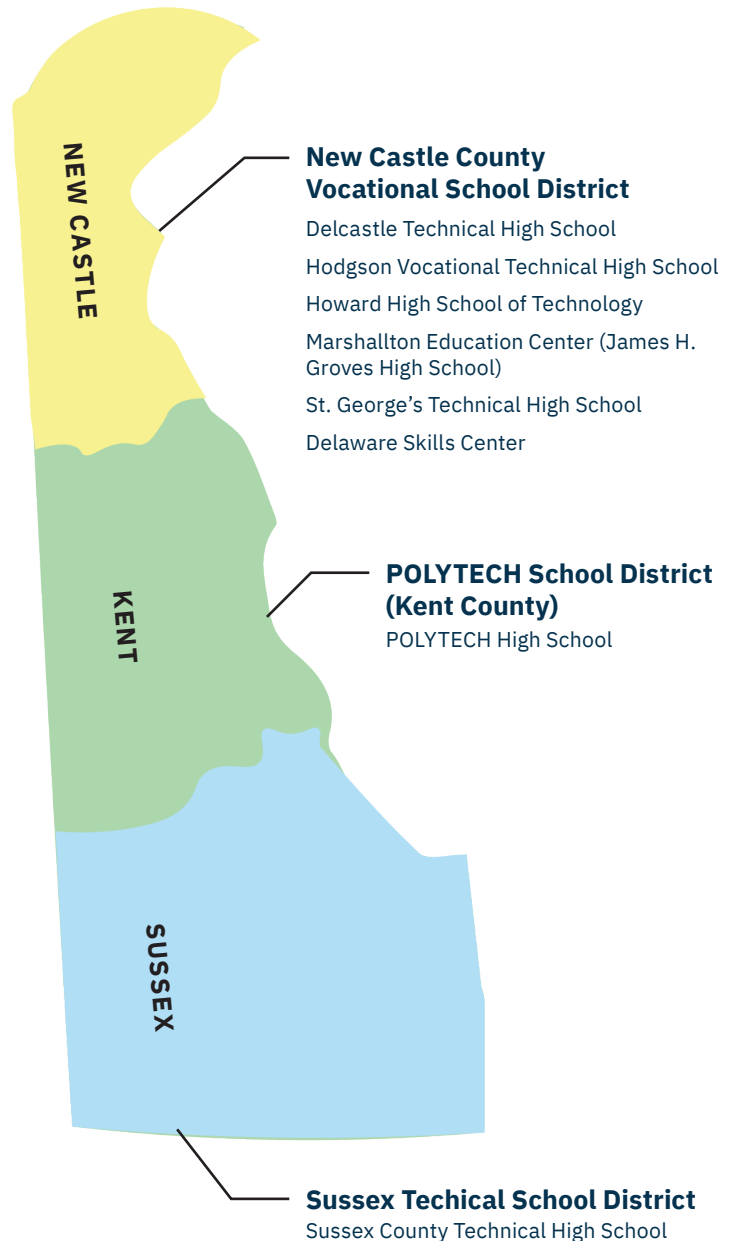 NEW CASTLE
New Castle County
Vocational School District
Delcastle Technical High School
Hodgson Vocational Technical High School
Howard High School of Technology
Marshallton Education Center (James H.
Groves High School)
St. George’s Technical High School
Delaware Skills Center
KENT
POLYTECH School District
(Kent County)
POLYTECH High School
SUSSEX
Sussex Techical School District
Sussex County Technical High School